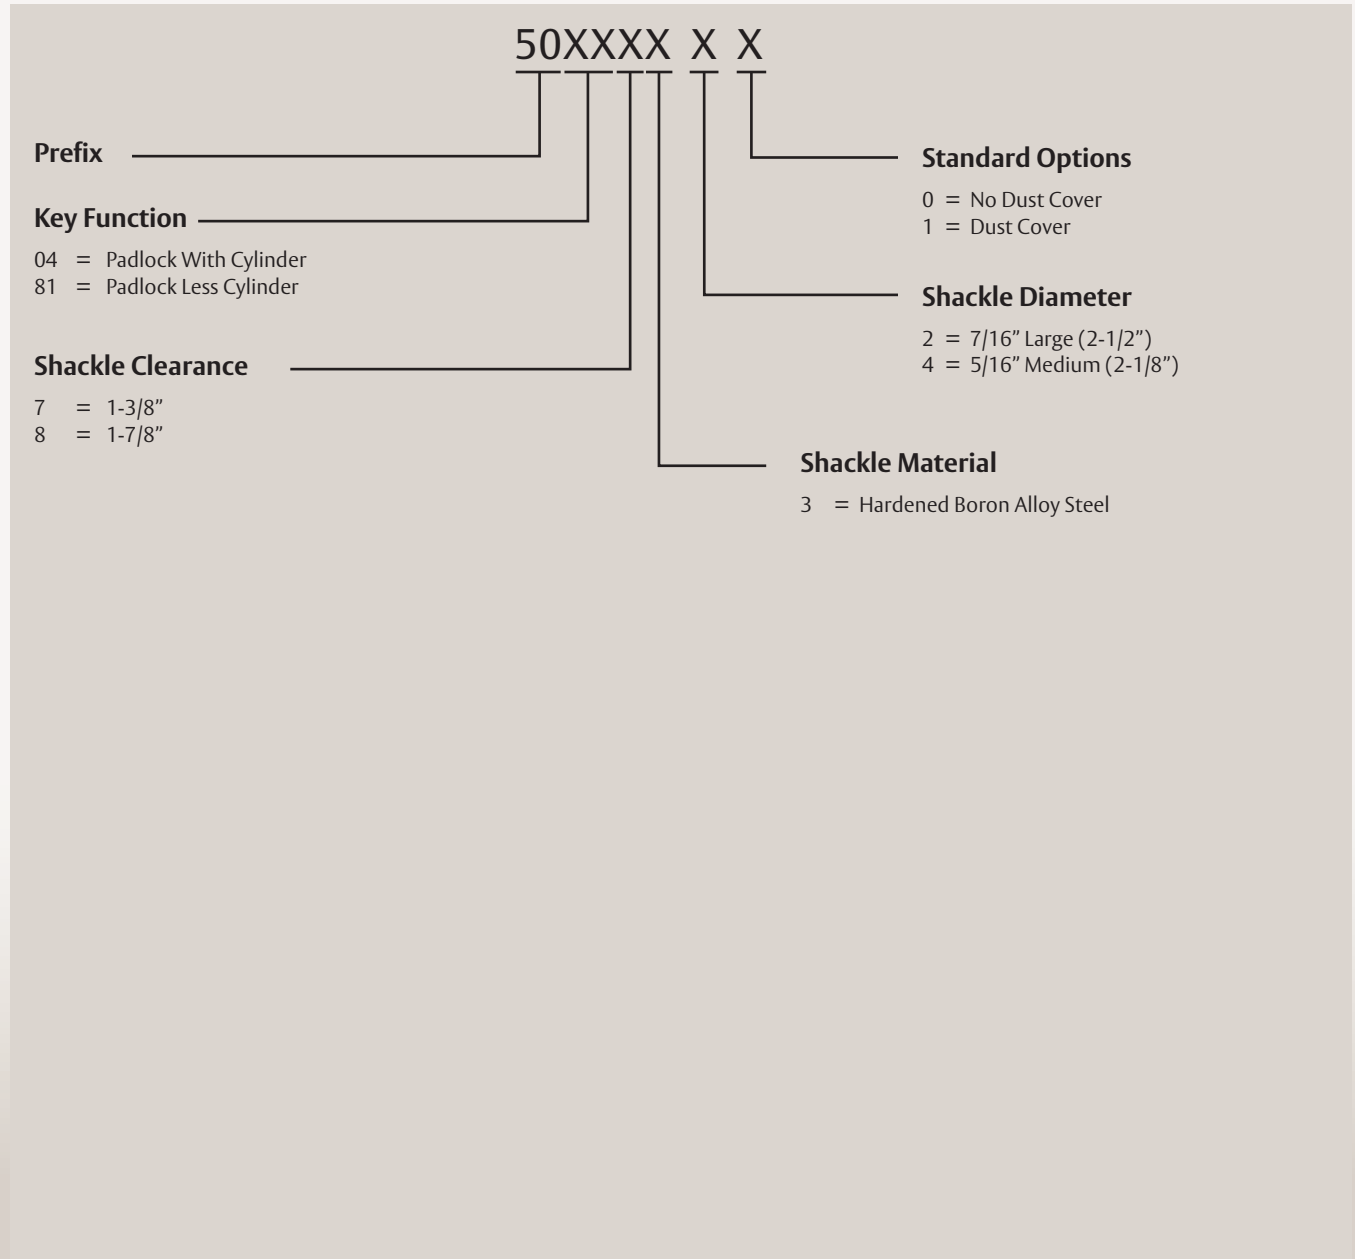 50XXXX X X
Prefix
Key Function
04 = Padlock With Cylinder
81 = Padlock Less Cylinder
Shackle Clearance
7 = 1-3/8”
8 = 1-7/8”
Standard Options
0 = No Dust Cover
1 = Dust Cover
Shackle Diameter
2 = 7/16” Large (2-1/2”)
4 = 5/16” Medium (2-1/8”)
Shackle Material
3 = Hardened Boron Alloy Steel